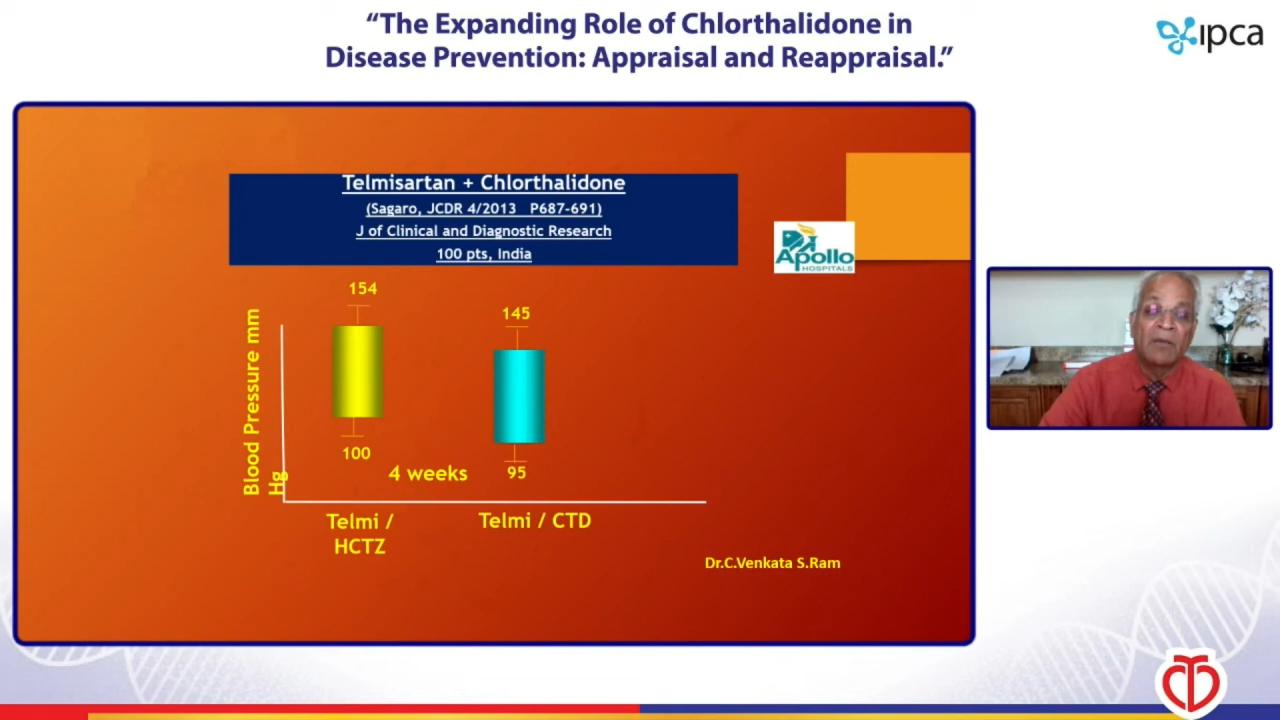 “The Expanding Role of Chlorthalidone in
Disease Prevention: Appraisal and Reappraisal.”
ipca
Telmisartan + Chlorthalidone
(Sagaro, JCDR 4/2013 P687-691)
J of Clinical and Diagnostic Research
100 pts, India
Apollo
HOSPITALS
154
145
Blood Pressure mm
Hg
100
4 weeks
95
Telmi /
HCTZ
Telmi / CTD
Dr.C.Venkata S.Ram